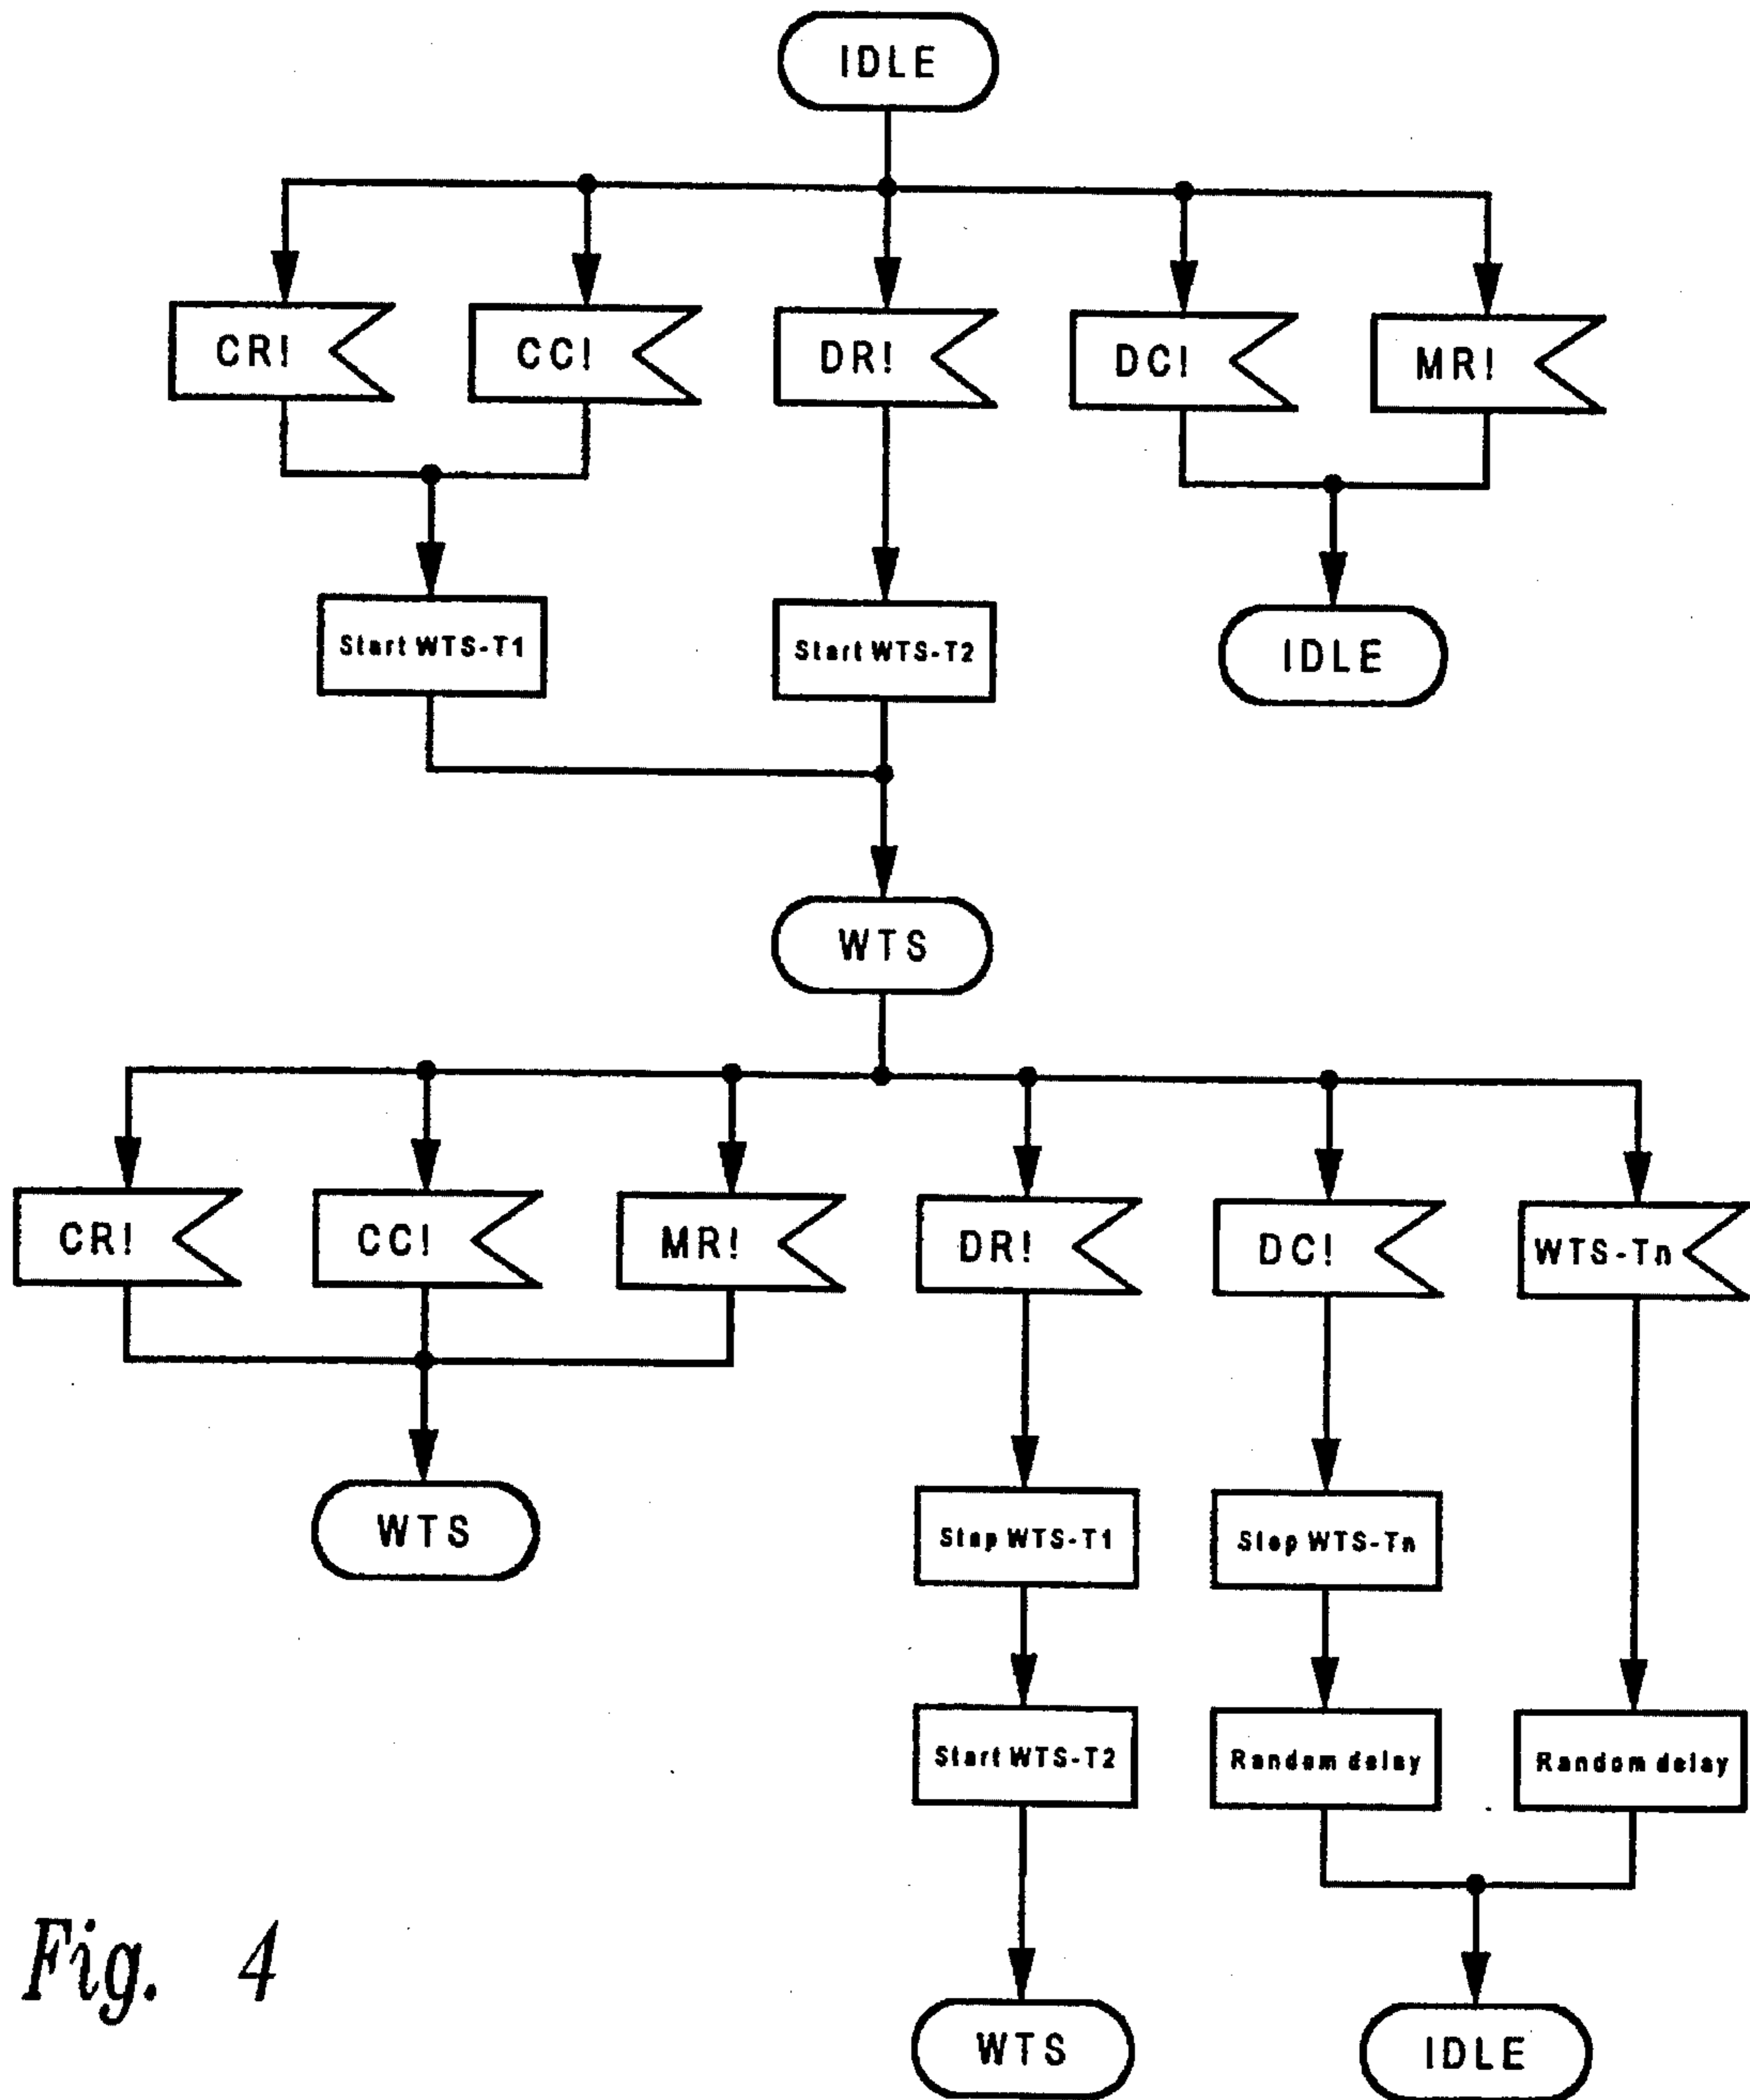 IDLE
CR!
CC!
DR!
DC!
MR!
Start WTS-T1
Start WTS-T2
IDLE
WTS
CR!
CC!
MR!
DR!
DC!
WTS-Tn
WTS
Stop WTS-T1
Stop WTS-Tn
Start WTS-T2
Random delay
Random delay
WTS
IDLE
Fig. 4